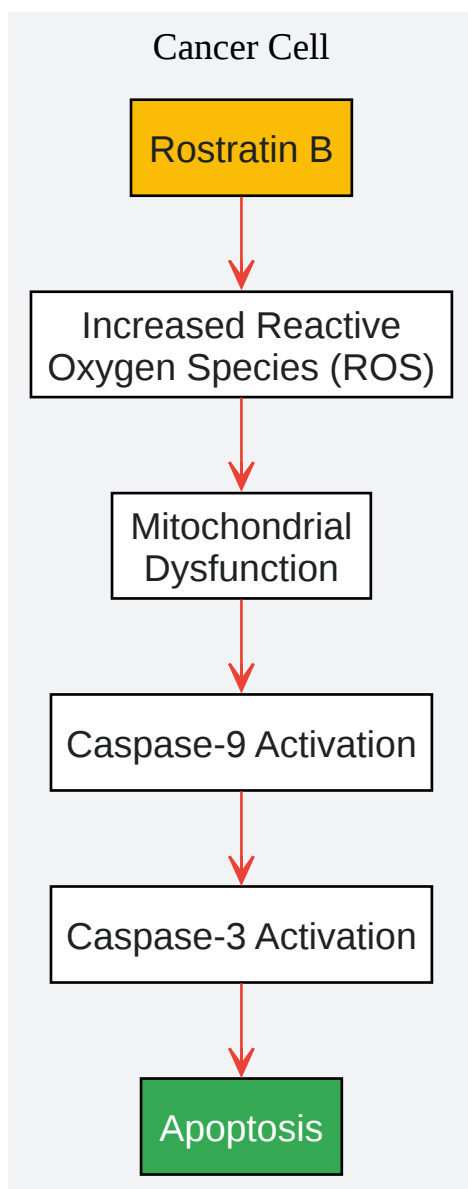 Cancer Cell
Rostratin B
Increased Reactive
Oxygen Species (ROS)
Mitochondrial
Dysfunction
Caspase-9 Activation
Caspase-3 Activation
Apoptosis